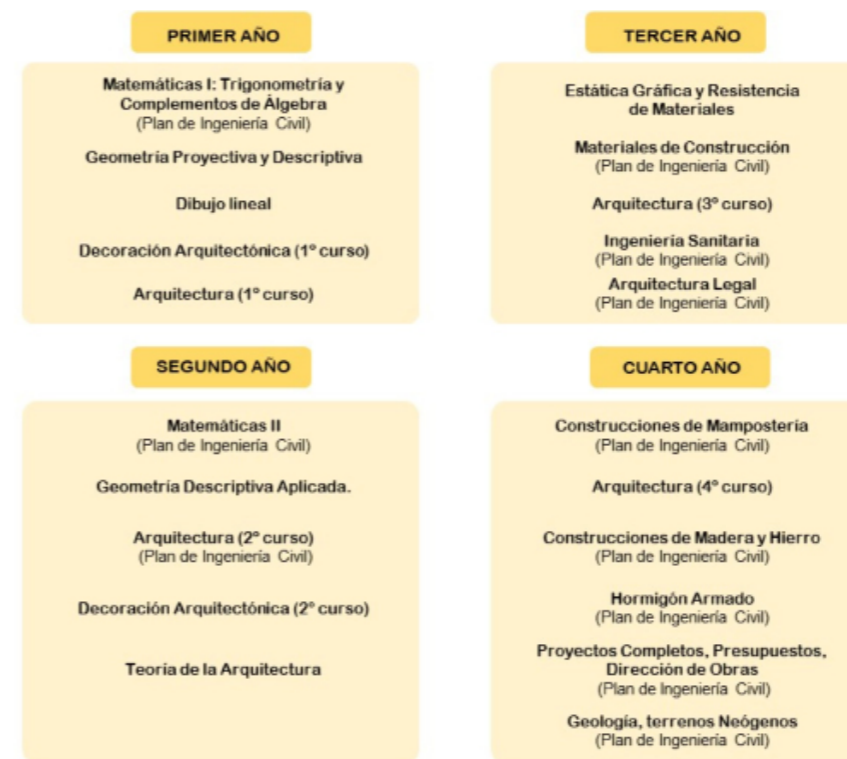 PRIMER AÑO
Matemáticas I: Trigonometría y
Complementos de Álgebra
(Plan de Ingeniería Civil)
Geometría Proyectiva y Descriptiva
Dibujo lineal
Decoración Arquitectónica (1º curso)
Arquitectura (1º curso)
SEGUNDO AÑO
Matemáticas II
(Plan de Ingeniería Civil)
Geometría Descriptiva Aplicada.
Arquitectura (2º curso)
(Plan de Ingeniería Civil)
Decoración Arquitectónica (2º curso)
Teoría de la Arquitectura
TERCER AÑO
Estática Gráfica y Resistencia
de Materiales
Materiales de Construcción
(Plan de Ingeniería Civil)
Arquitectura (3º curso)
Ingeniería Sanitaria
(Plan de Ingeniería Civil)
Arquitectura Legal
(Plan de Ingeniería Civil)
CUARTO AÑO
Construcciones de Mampostería
(Plan de Ingeniería Civil)
Arquitectura (4º curso)
Construcciones de Madera y Hierro
(Plan de Ingeniería Civil)
Hormigón Armado
(Plan de Ingeniería Civil)
Proyectos Completos, Presupuestos,
Dirección de Obras
(Plan de Ingeniería Civil)
Geología, terrenos Neógenos
(Plan de Ingeniería Civil)